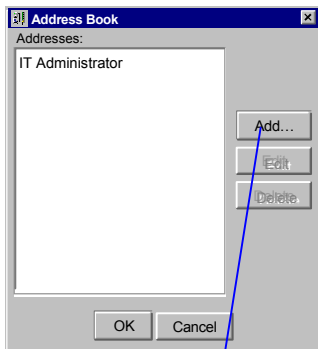 Address Book
Addresses:
IT Administrator
Add...
Edit
Delete
OK Cancel